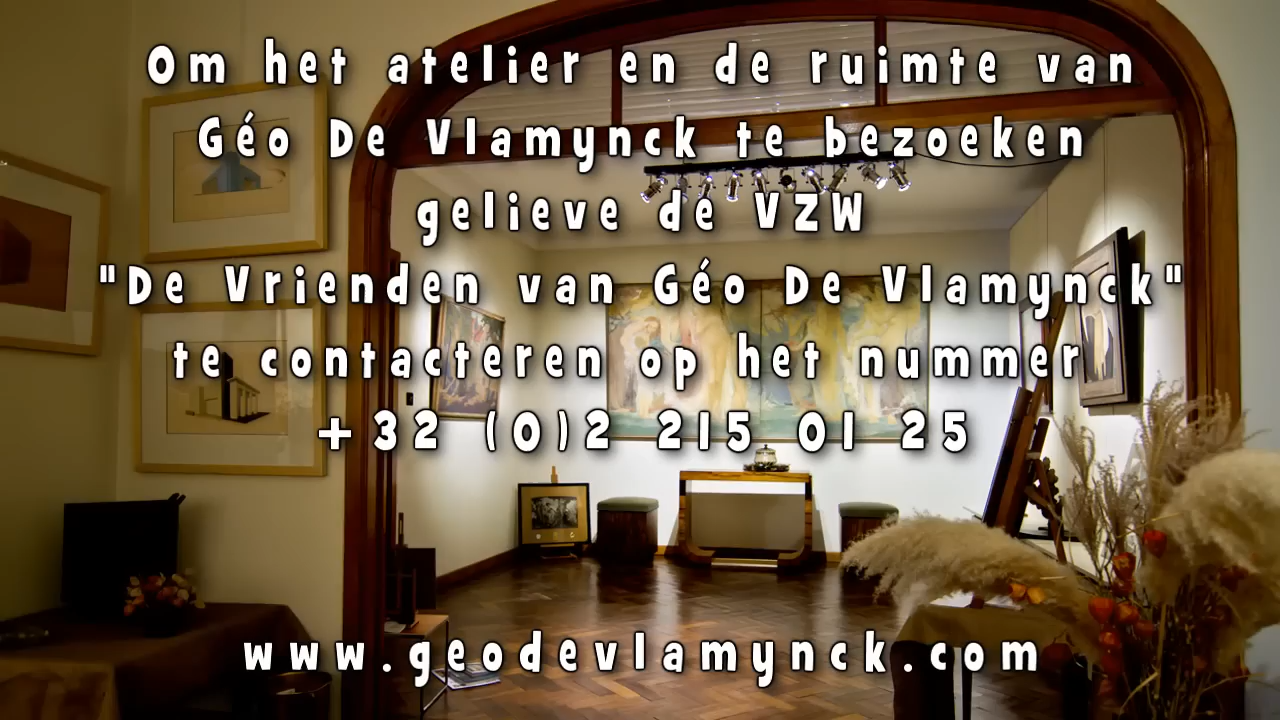 Om het atelier en de ruimte van
Géo De Vlamynck te bezoeken
gelieve de VZW
"De Vrienden van Géo De Vlamynck"
te contacteren op het nummer
+32 (0)2 215 01 25
www.geodevlamynck.com